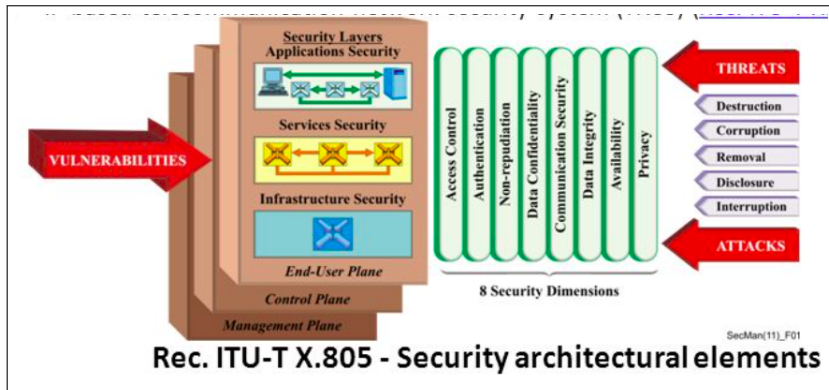 Security Layers
Applications Security
Services Security
Infrastructure Security
End-User Plane
Control Plane
Management Plane
VULNERABILITIES
Access Control
Authentication
Non-repudiation
Data Confidentiality
Communication Security
Data Integrity
Availability
Privacy
8 Security Dimensions
THREATS
Destruction
Corruption
Removal
Disclosure
Interruption
ATTACKS
SecMan(11)_F01
Rec. ITU-T X.805 - Security architectural elements